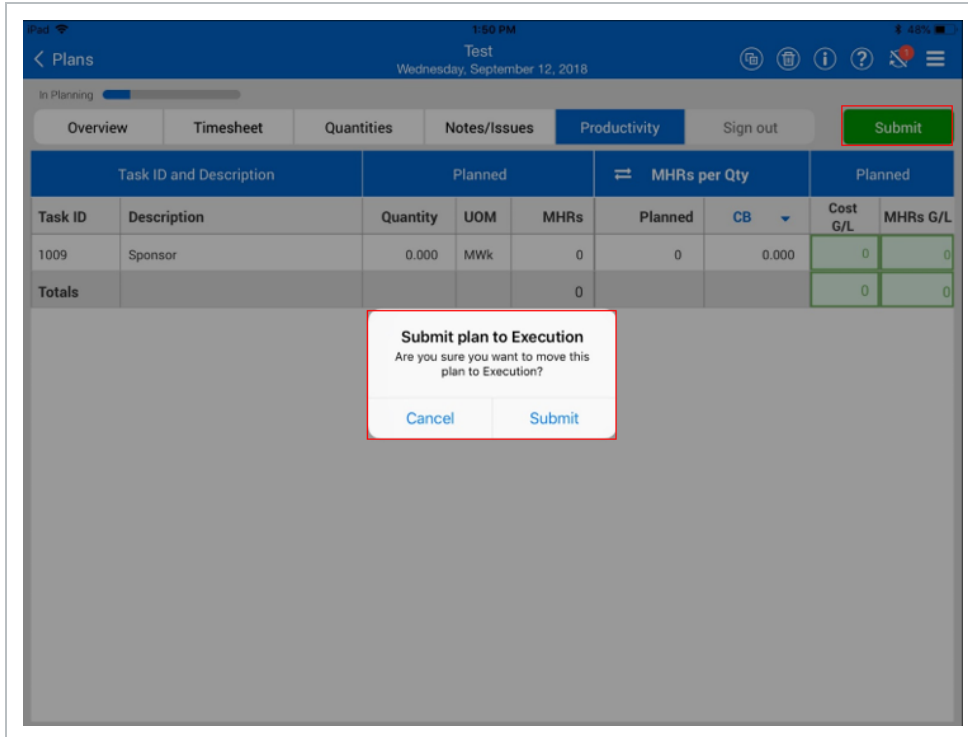 iPad 1:50 PM 46%
< Plans
Test
Wednesday, September 12, 2018
In Planning
Overview Timesheet Quantities Notes/Issues Productivity Sign out Submit
Task ID and Description Planned MHRs per Qty Planned
Task ID Description Quantity UOM MHRs Planned CB Cost G/L MHRs G/L
1009 Sponsor 0.000 MWk 0 0 0.000 0 0
Totals 0 0 0
Submit plan to Execution
Are you sure you want to move this
plan to Execution?
Cancel Submit